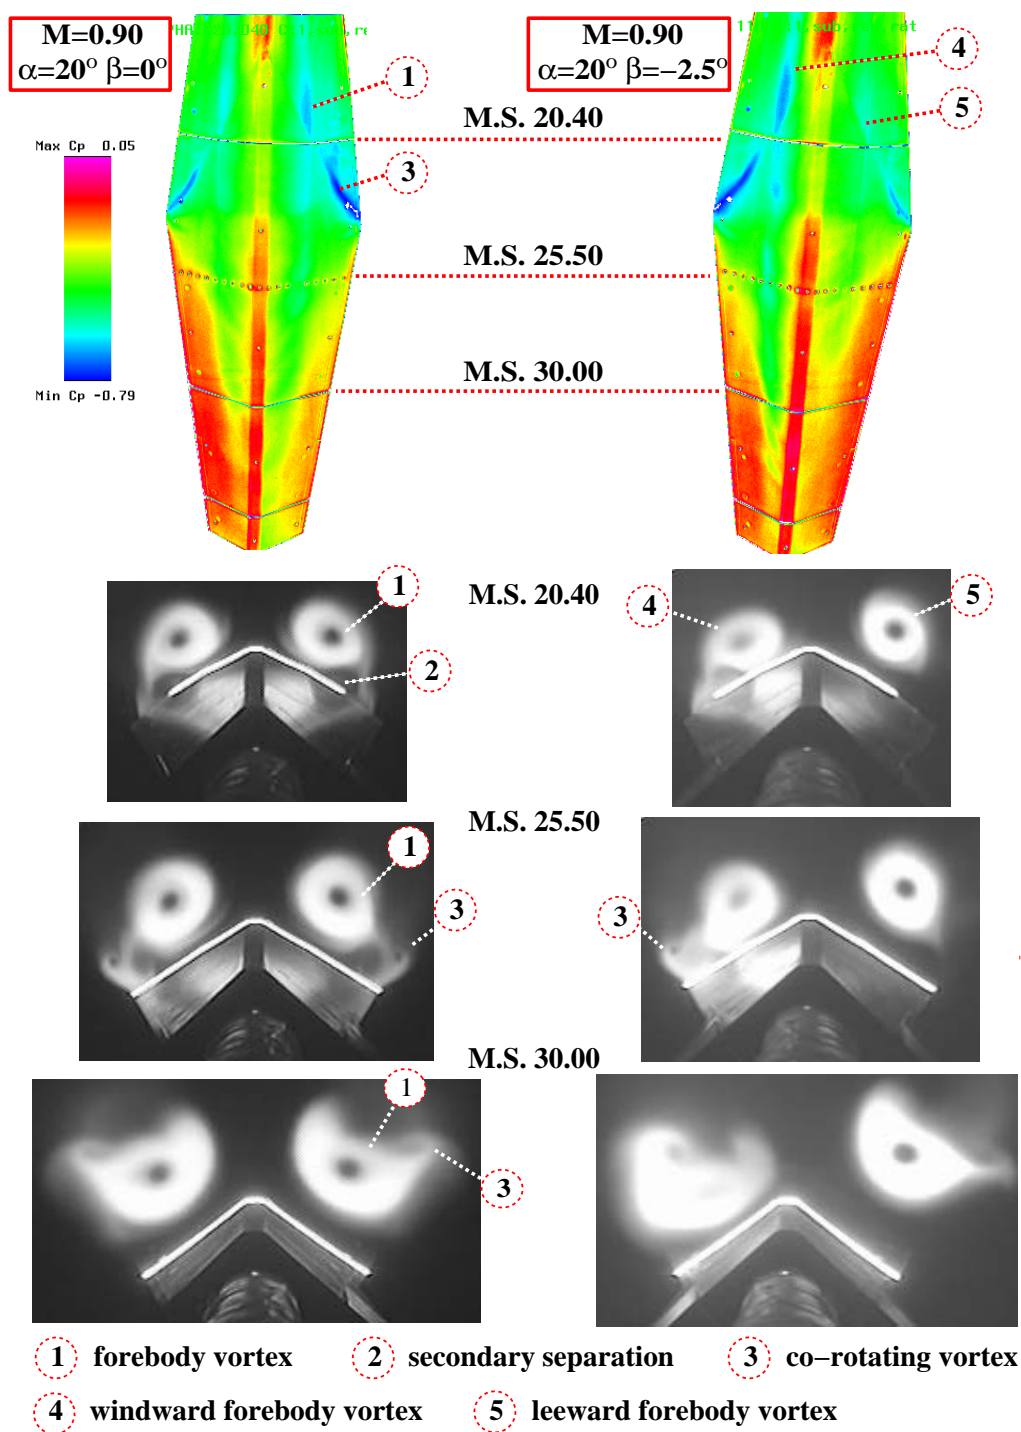 M=0.90
α=20° β=0°
M=0.90
α=20° β=−2.5°
1
4
5
M.S. 20.40
Max Cp 0.05
3
M.S. 25.50
M.S. 30.00
Min Cp -0.79
1
M.S. 20.40
4
5
2
M.S. 25.50
1
3
3
M.S. 30.00
1
3
1 forebody vortex 2 secondary separation 3 co−rotating vortex
4 windward forebody vortex 5 leeward forebody vortex